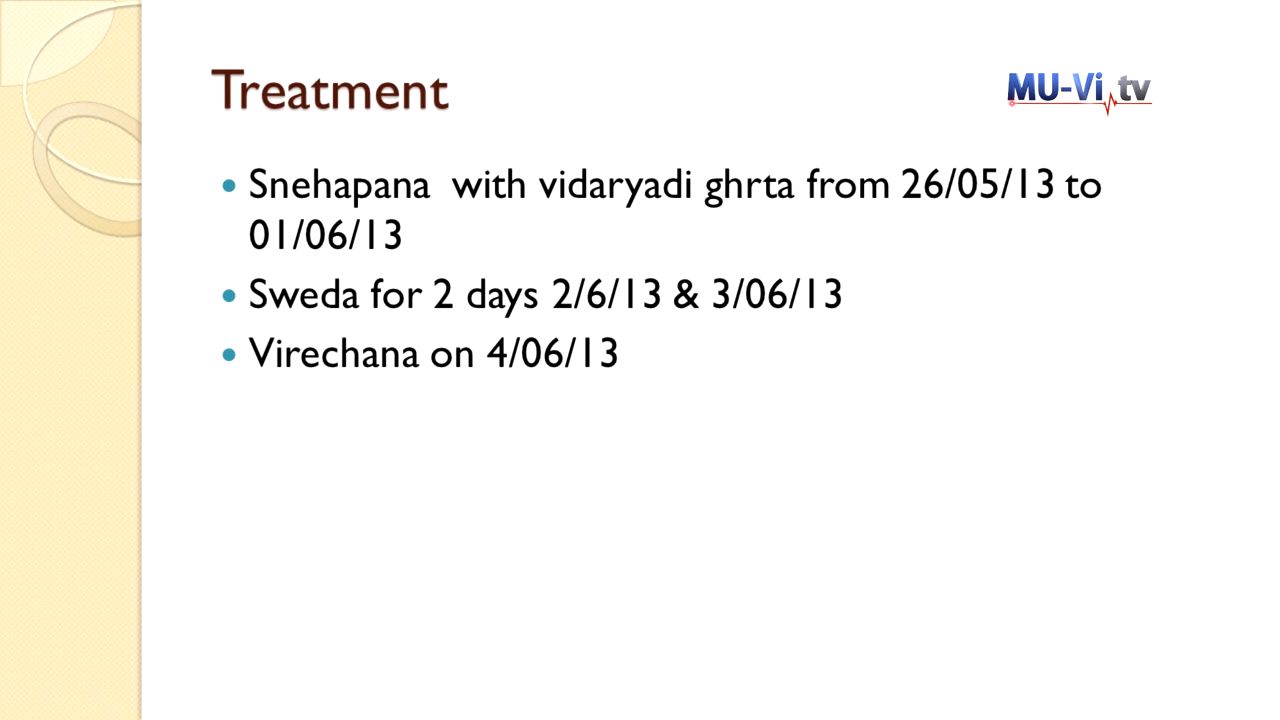 Treatment
MU-Vi.tv
• Snehapana with vidaryadi ghrta from 26/05/13 to
01/06/13
• Sweda for 2 days 2/6/13 & 3/06/13
• Virechana on 4/06/13